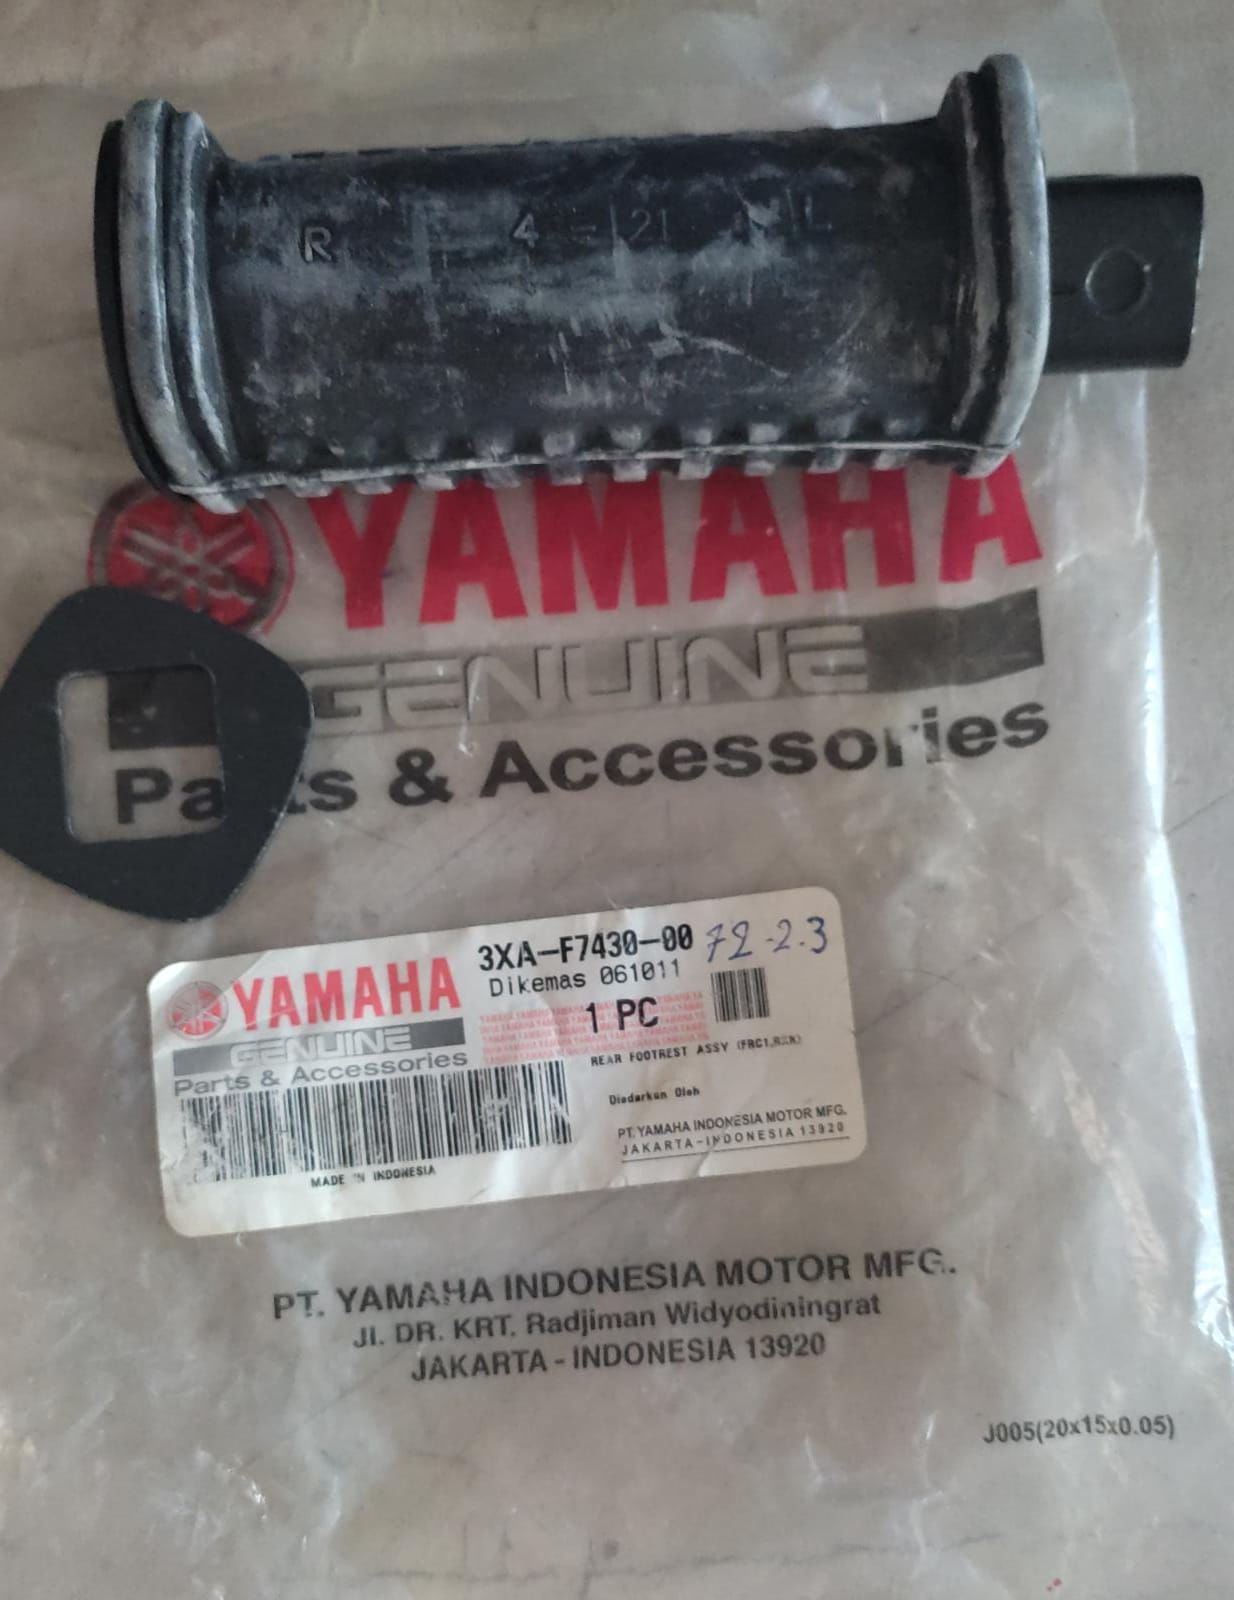 R 4 - 21
YAMAHA
GENUINE
Parts & Accessories
3XA-F7430-00 72-2.3
Dikemas 061011
YAMAHA
1 PC
GENUINE
Parts & Accessories
REAR FOOTREST ASSY
Diedarkan Oleh
PT. YAMAHA INDONESIA MOTOR MFG.
JAKARTA-INDONESIA 13920
MADE IN INDONESIA
PT. YAMAHA INDONESIA MOTOR MFG.
Jl. DR. KRT. Radjiman Widyodiningrat
JAKARTA - INDONESIA 13920
J005(20x15x0.05)